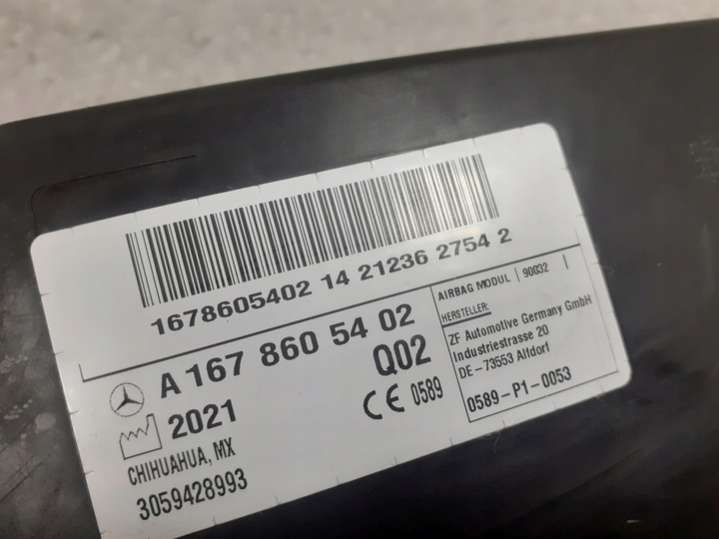 1678605402 14 21236 2754 2
A 167 860 54 02
Q02
2021
CE 0589
CHIHUAHUA, MX
3059428993
AIRBAG MODUL | 90032 |
HERSTELLER:
ZF Automotive Germany GmbH
Industriestrasse 20
DE-73553 Alfdorf
0589-P1-0053